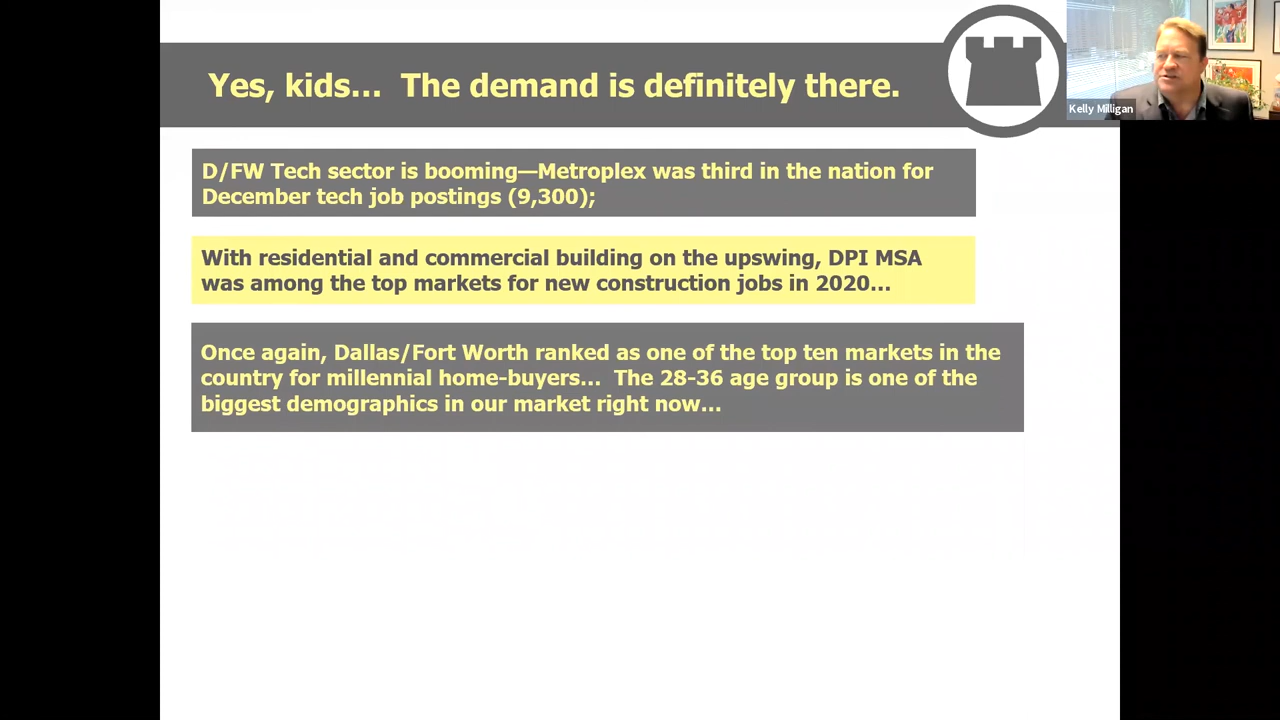 Yes, kids… The demand is definitely there.
Kelly Milligan
D/FW Tech sector is booming—Metroplex was third in the nation for
December tech job postings (9,300);
With residential and commercial building on the upswing, DPI MSA
was among the top markets for new construction jobs in 2020…
Once again, Dallas/Fort Worth ranked as one of the top ten markets in the
country for millennial home-buyers… The 28-36 age group is one of the
biggest demographics in our market right now…